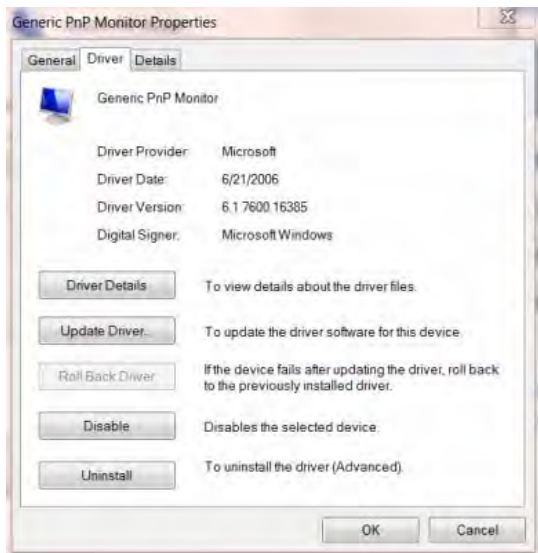 Generic PnP Monitor Properties
General Driver Details
Generic PnP Monitor
Driver Provider: Microsoft
Driver Date: 6/21/2006
Driver Version: 6.1.7600.16385
Digital Signer: Microsoft Windows
Driver Details To view details about the driver files.
Update Driver... To update the driver software for this device.
Roll Back Driver If the device fails after updating the driver, roll back
to the previously installed driver.
Disable Disables the selected device.
Uninstall To uninstall the driver (Advanced).
OK Cancel